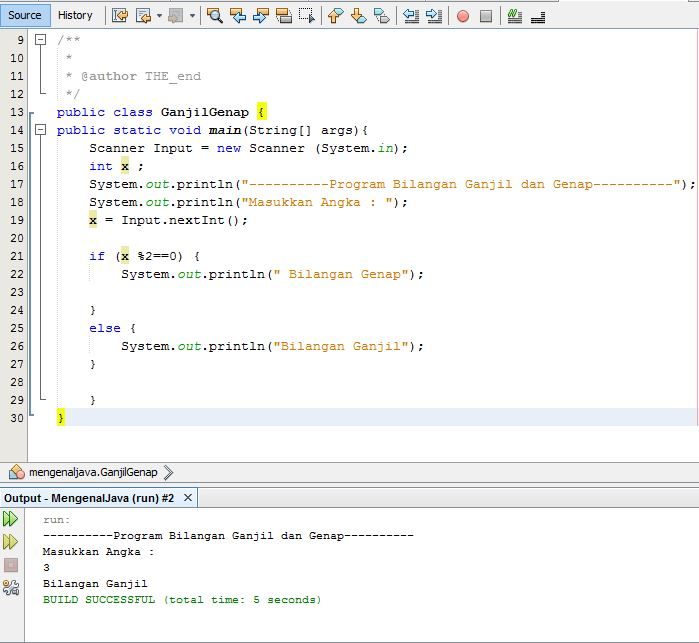 Source History
9 /**
10 *
11 * @author THE_end
12 */
13 public class GanjilGenap {
14 public static void main(String[] args){
15 Scanner Input = new Scanner (System.in);
16 int x ;
17 System.out.println("----------Program Bilangan Ganjil dan Genap----------");
18 System.out.println("Masukkan Angka : ");
19 x = Input.nextInt();
20
21 if (x %2==0) {
22 System.out.println(" Bilangan Genap");
23
24 }
25 else {
26 System.out.println("Bilangan Ganjil");
27 }
28
29 }
30 }
mengenaljava.GanjilGenap
Output - MengenalJava (run) #2 ×
run:
----------Program Bilangan Ganjil dan Genap----------
Masukkan Angka :
3
Bilangan Ganjil
BUILD SUCCESSFUL (total time: 5 seconds)